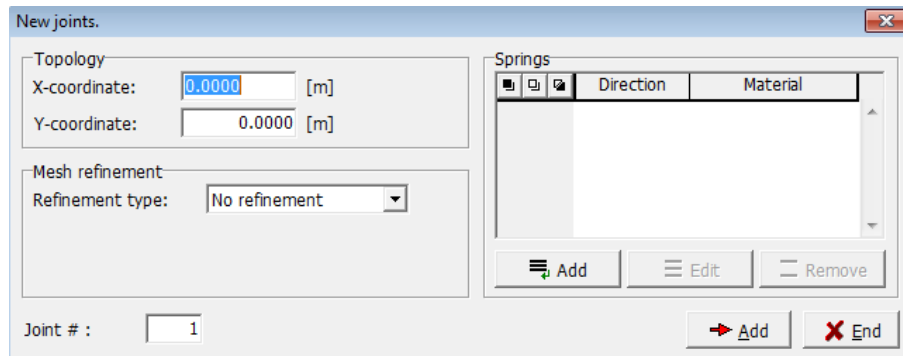 New joints.
Topology
X-coordinate: 0.0000 [m]
Y-coordinate: 0.0000 [m]
Mesh refinement
Refinement type: No refinement
Joint # : 1
Springs
Direction Material
Add Edit Remove
Add End